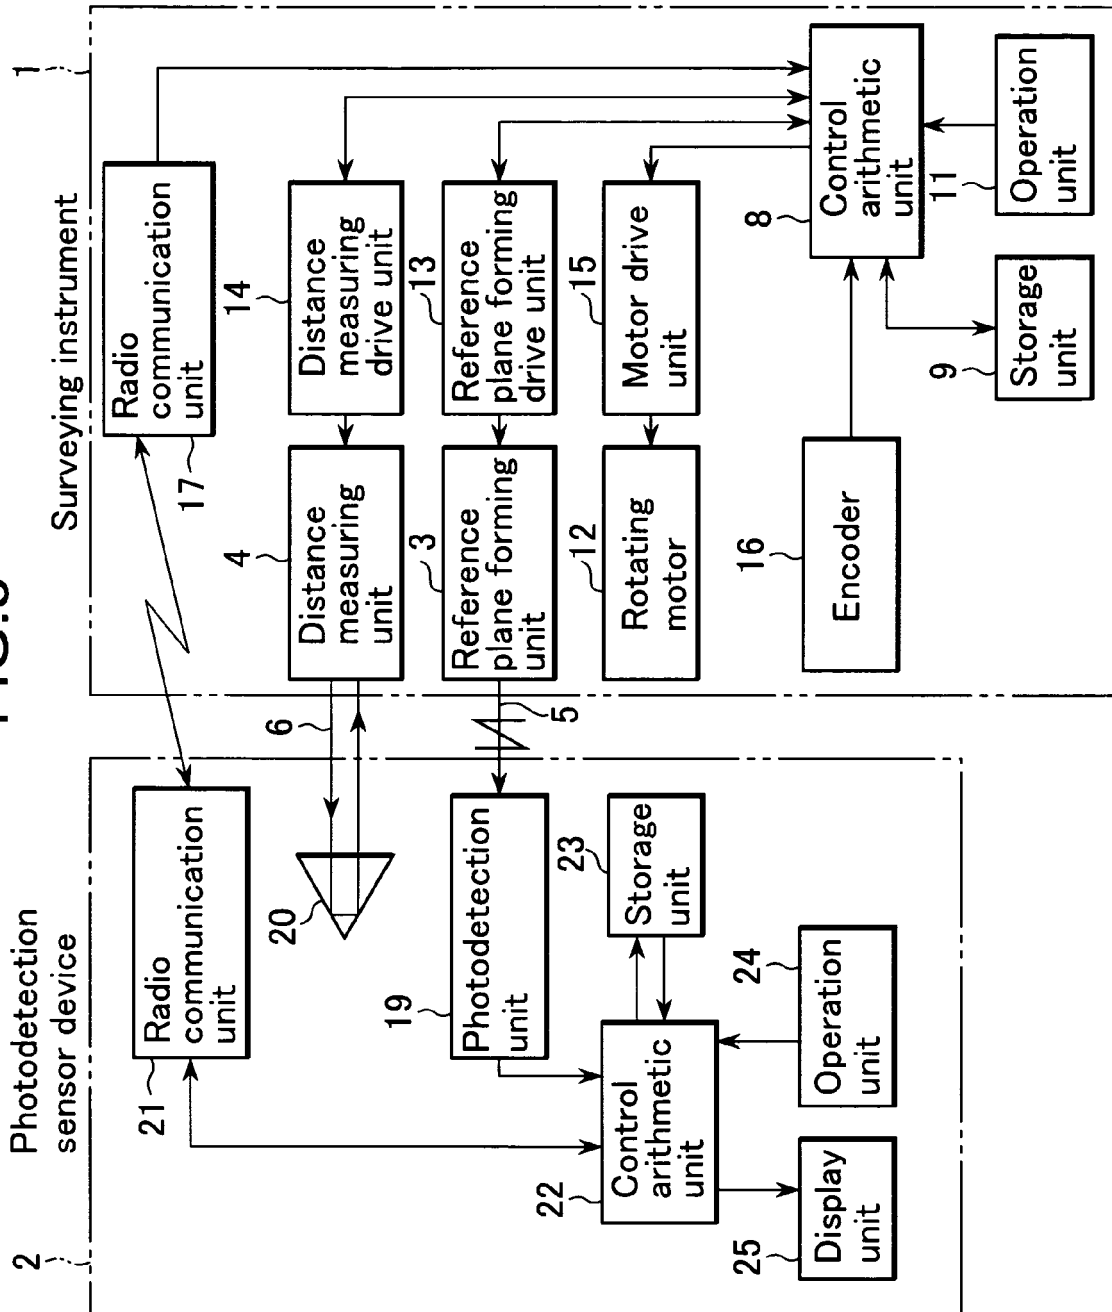 Photodetection
sensor device
2
Surveying instrument
1
21
Radio
communication
unit
Radio
communication
unit
17
20
6
4
Distance
measuring
unit
14
Distance
measuring
drive unit
19
Photodetection
unit
5
3
Reference
plane forming
unit
13
Reference
plane forming
drive unit
23
Storage
unit
12
Rotating
motor
15
Motor drive
unit
22
Control
arithmetic
unit
25
Display
unit
24
Operation
unit
16
Encoder
8
Control
arithmetic
unit
9
Storage
unit
11
Operation
unit